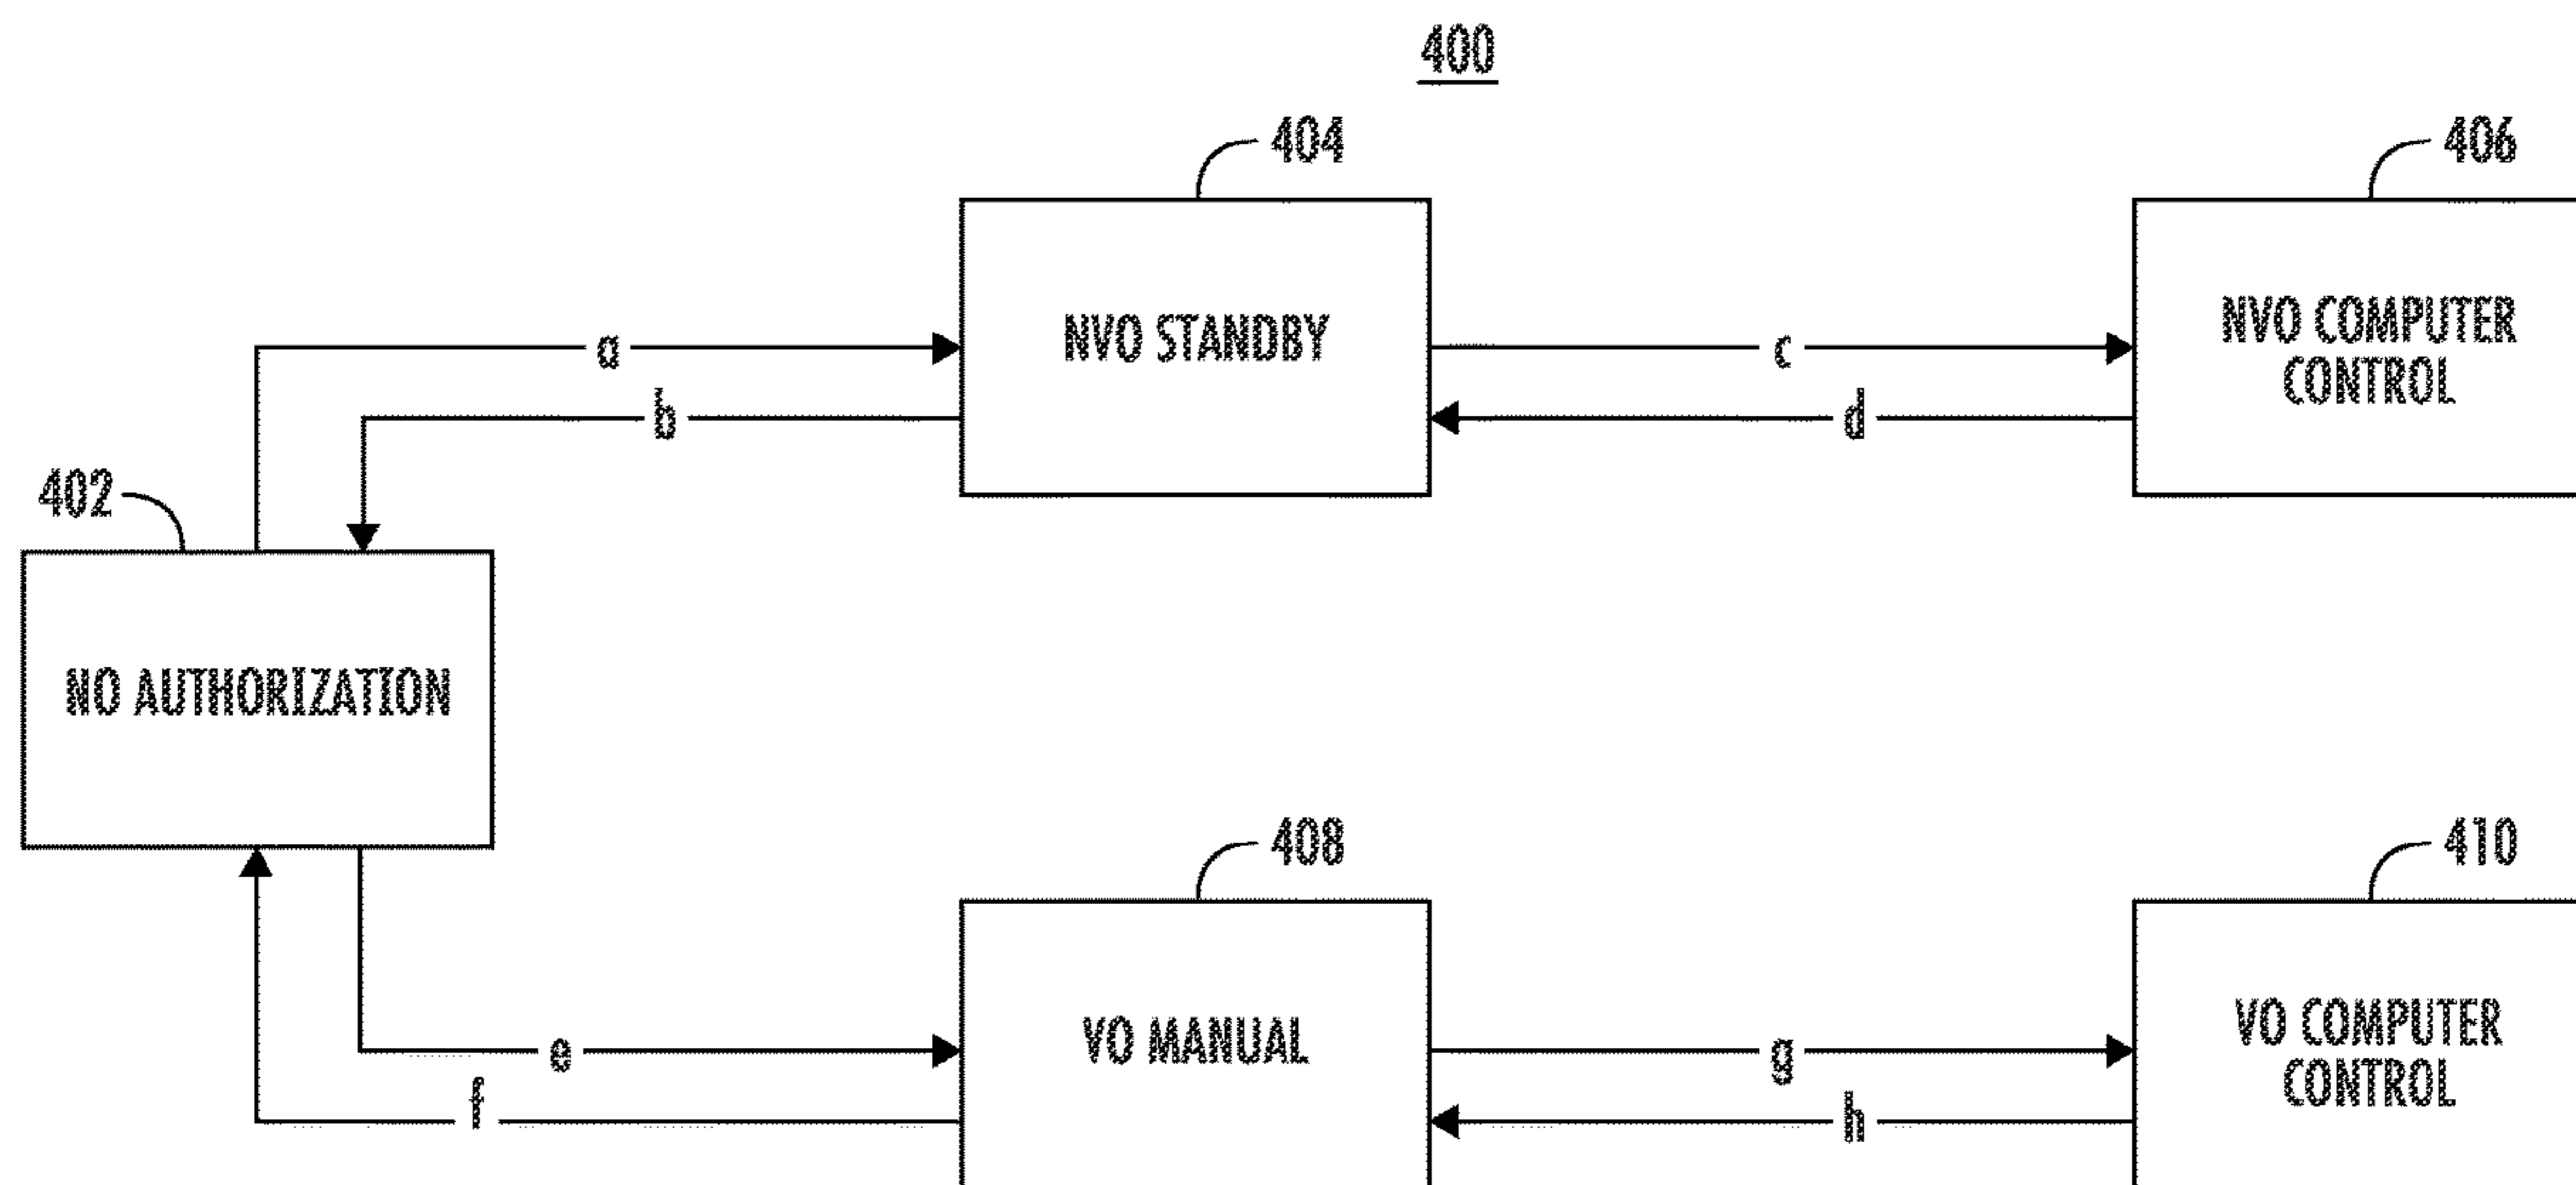 400
404
406
NVO STANDBY
NVO COMPUTER
CONTROL
a
c
b
d
402
NO AUTHORIZATION
408
410
VO MANUAL
VO COMPUTER
CONTROL
e
g
f
h